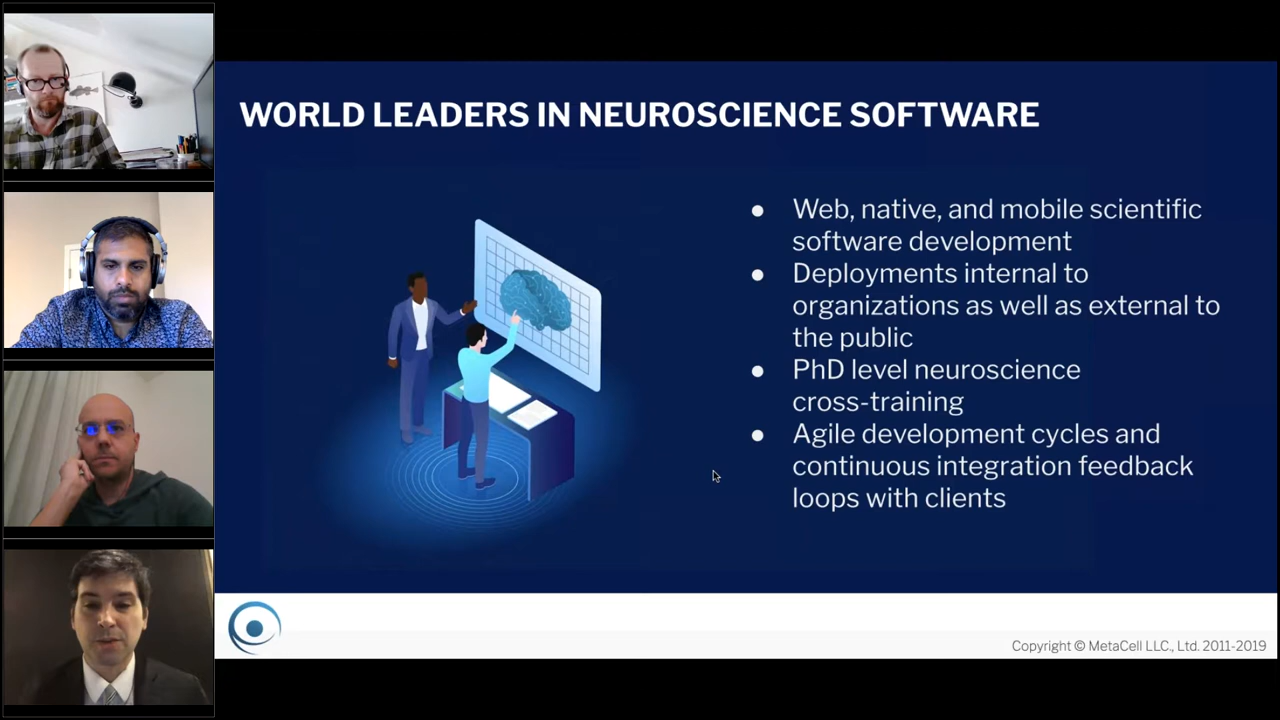 WORLD LEADERS IN NEUROSCIENCE SOFTWARE
● Web, native, and mobile scientific
software development
● Deployments internal to
organizations as well as external to
the public
● PhD level neuroscience
cross-training
● Agile development cycles and
continuous integration feedback
loops with clients
Copyright © MetaCell LLC., Ltd. 2011-2019